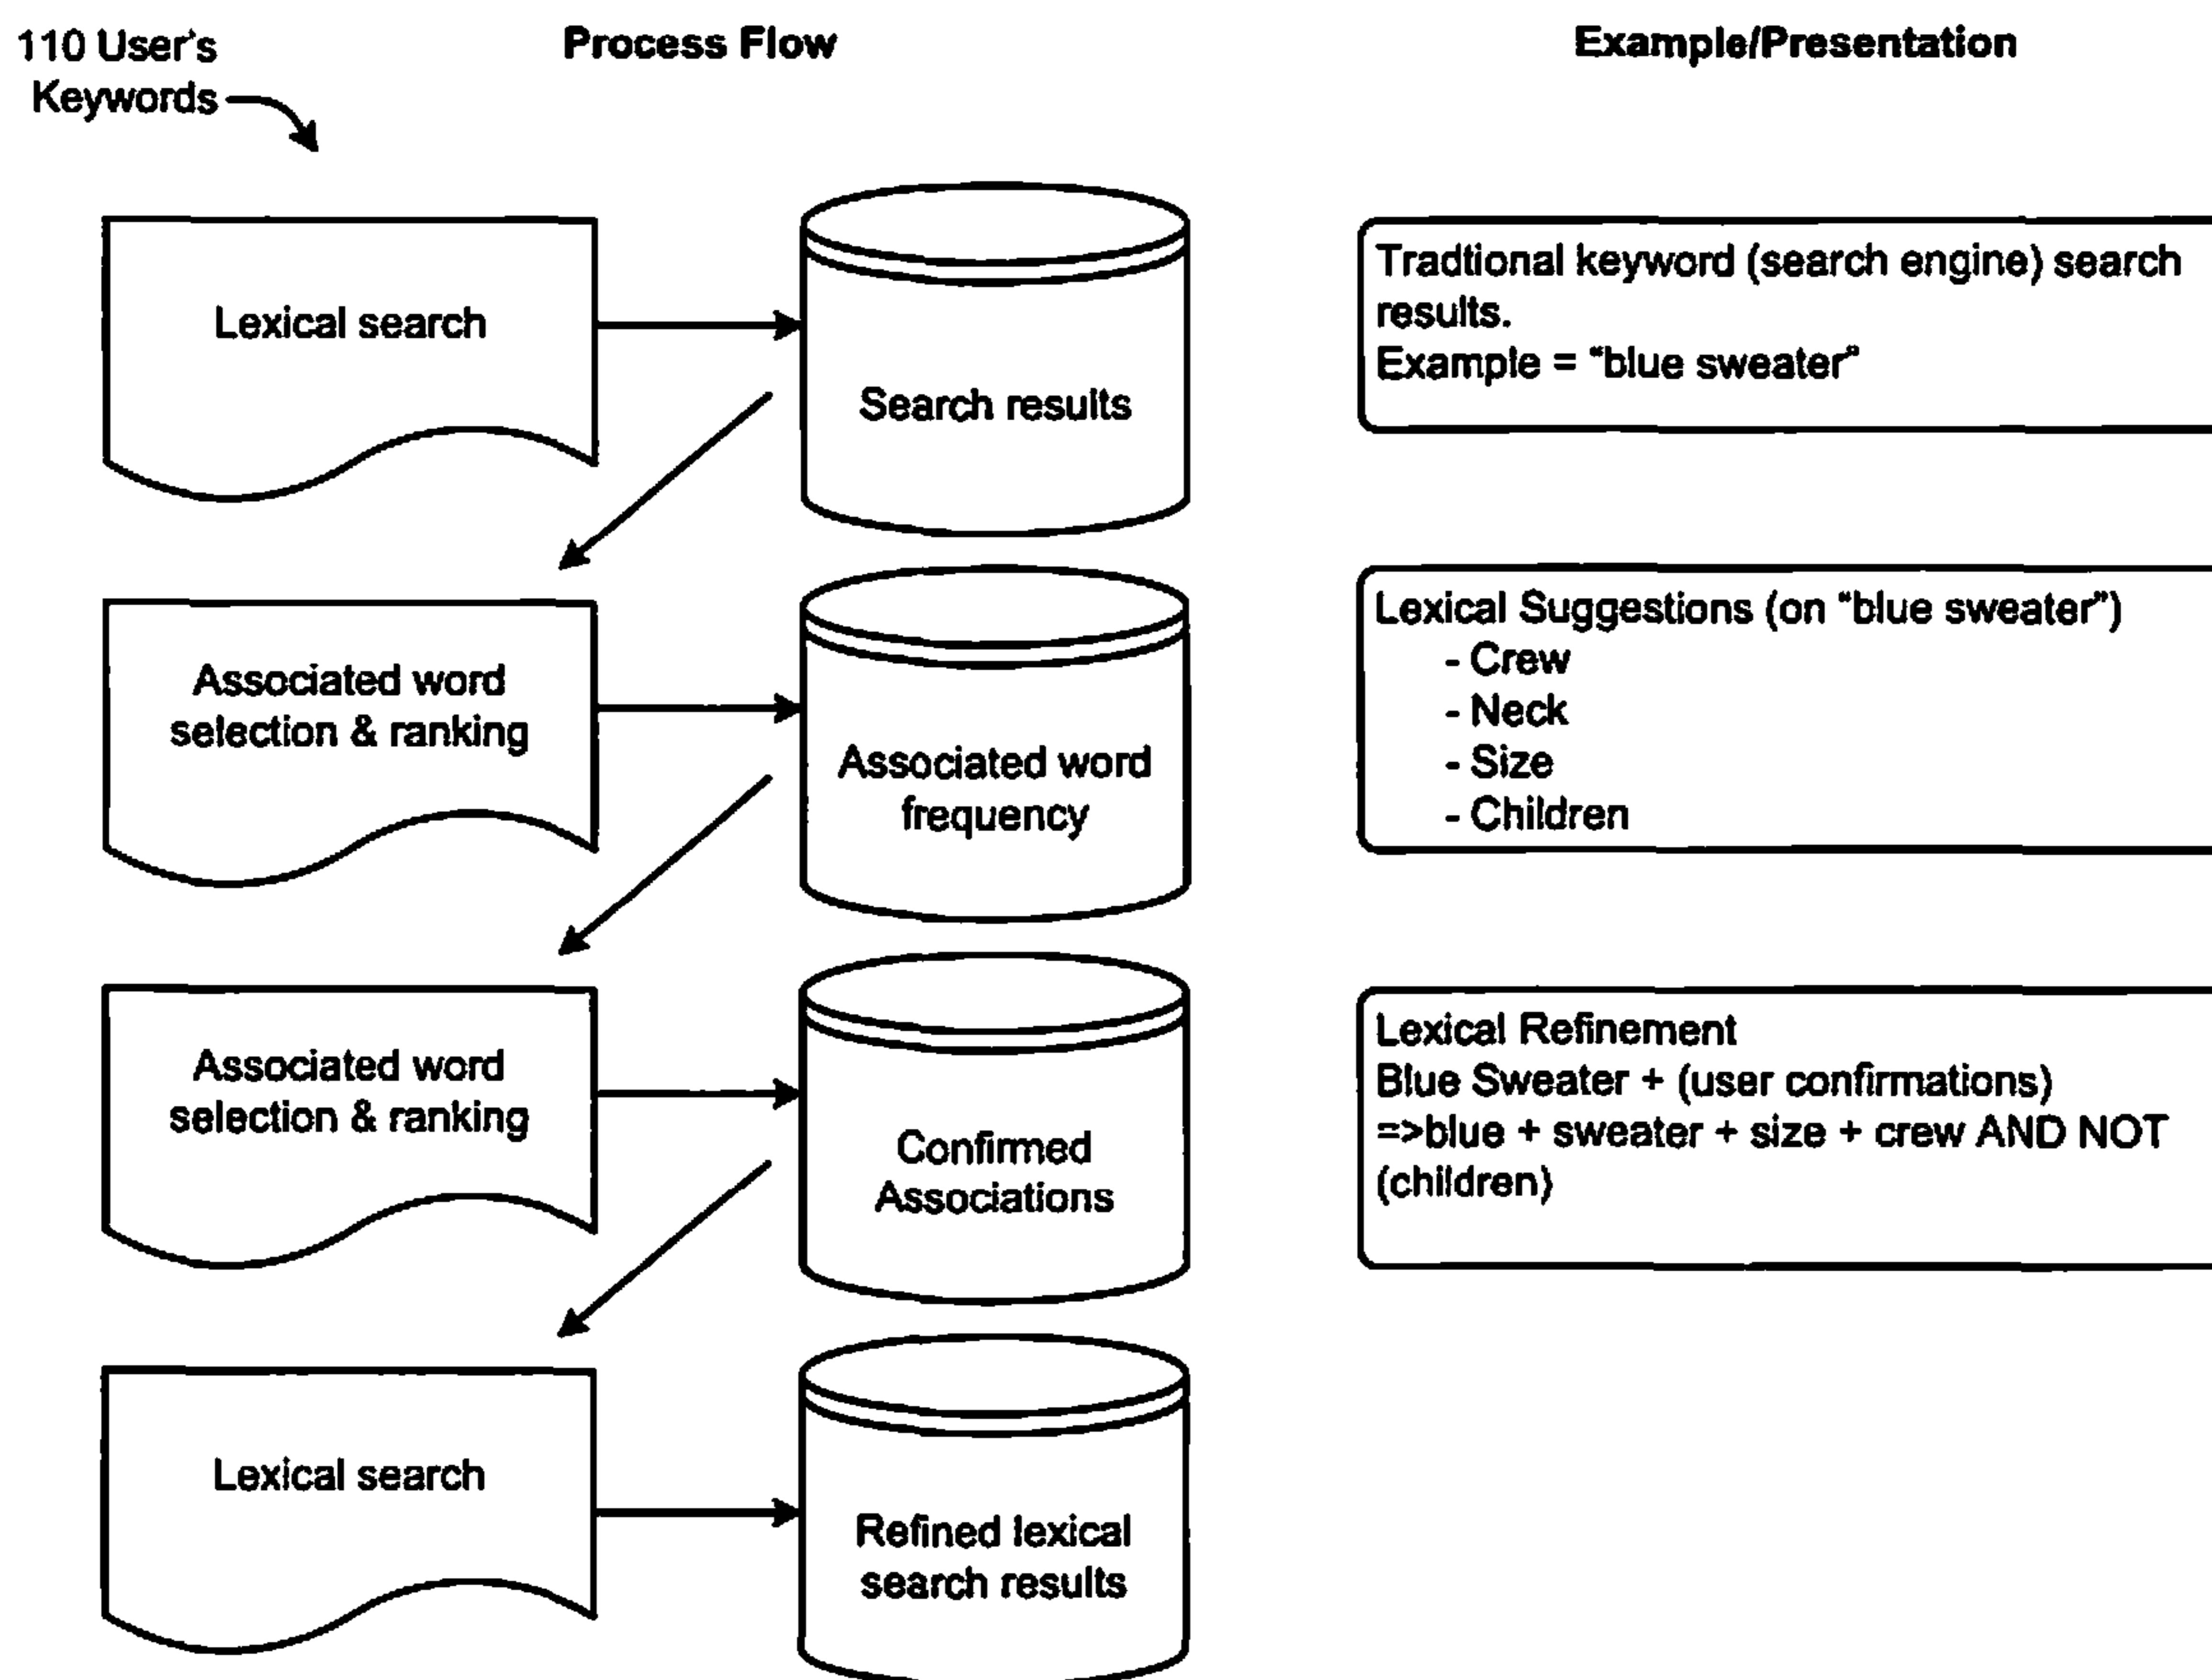 110 User's
Keywords
Process Flow
Example/Presentation
Lexical search
Search results
Tradtional keyword (search engine) search
results.
Example = "blue sweater"
Associated word
selection & ranking
Associated word
frequency
Lexical Suggestions (on "blue sweater")
- Crew
- Neck
- Size
- Children
Associated word
selection & ranking
Confirmed
Associations
Lexical Refinement
Blue Sweater + (user confirmations)
=>blue + sweater + size + crew AND NOT
(children)
Lexical search
Refined lexical
search results